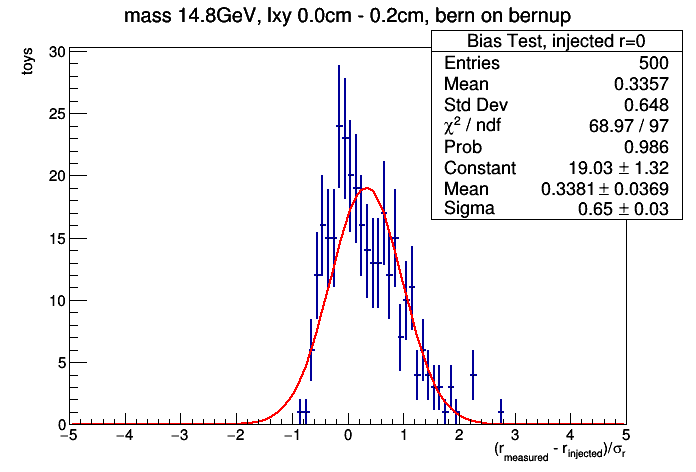 mass 14.8GeV, lxy 0.0cm - 0.2cm, bern on bernup
Bias Test, injected r=0
Entries 500
Mean 0.3357
Std Dev 0.648
χ² / ndf 68.97 / 97
Prob 0.986
Constant 19.03 ± 1.32
Mean 0.3381 ± 0.0369
Sigma 0.65 ± 0.03
toys
30
25
20
15
10
5
0
−5 −4 −3 −2 −1 0 1 2 3 4 5
(r_measured - r_injected)/σ_r